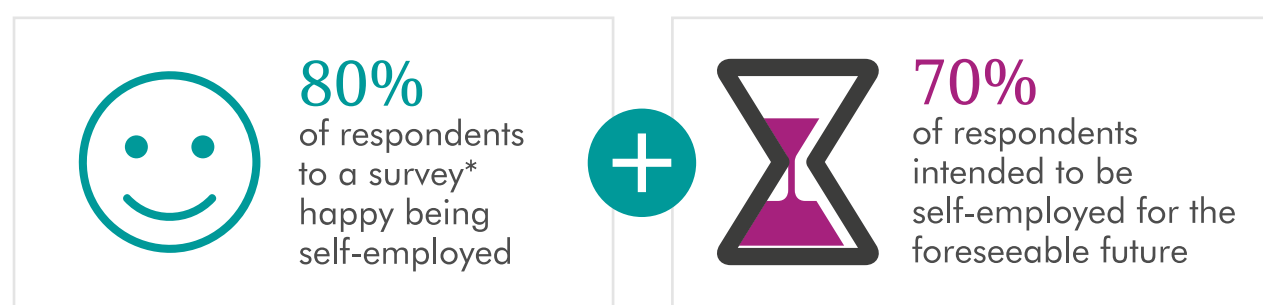 80%
of respondents
to a survey*
happy being
self-employed
70%
of respondents
intended to be
self-employed for the
foreseeable future